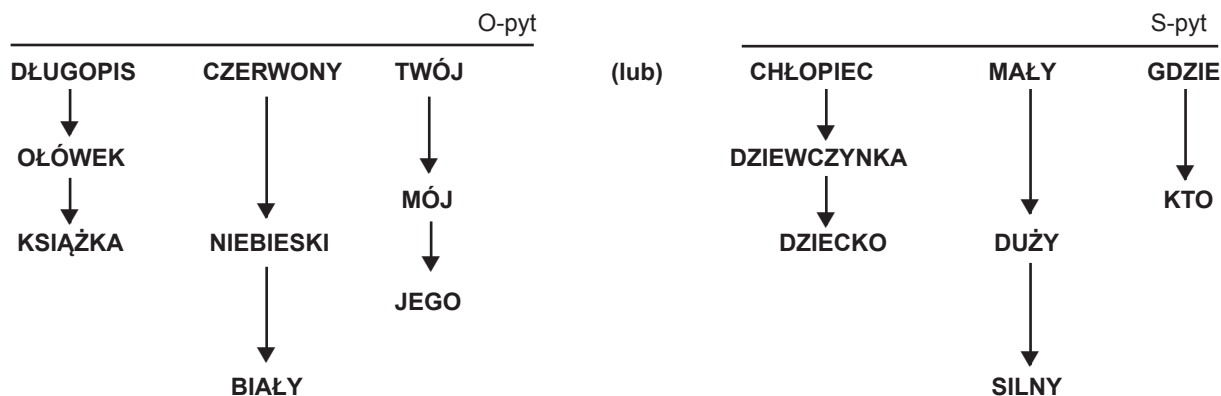 O-pyt S-pyt
DŁUGOPIS CZERWONY TWÓJ (lub) CHŁOPIEC MAŁY GDZIE
OŁÓWEK DZIEWCZYNKA
MÓJ KTO
KSIĄŻKA NIEBIESKI DZIECKO DUŻY
JEGO
BIAŁY SILNY